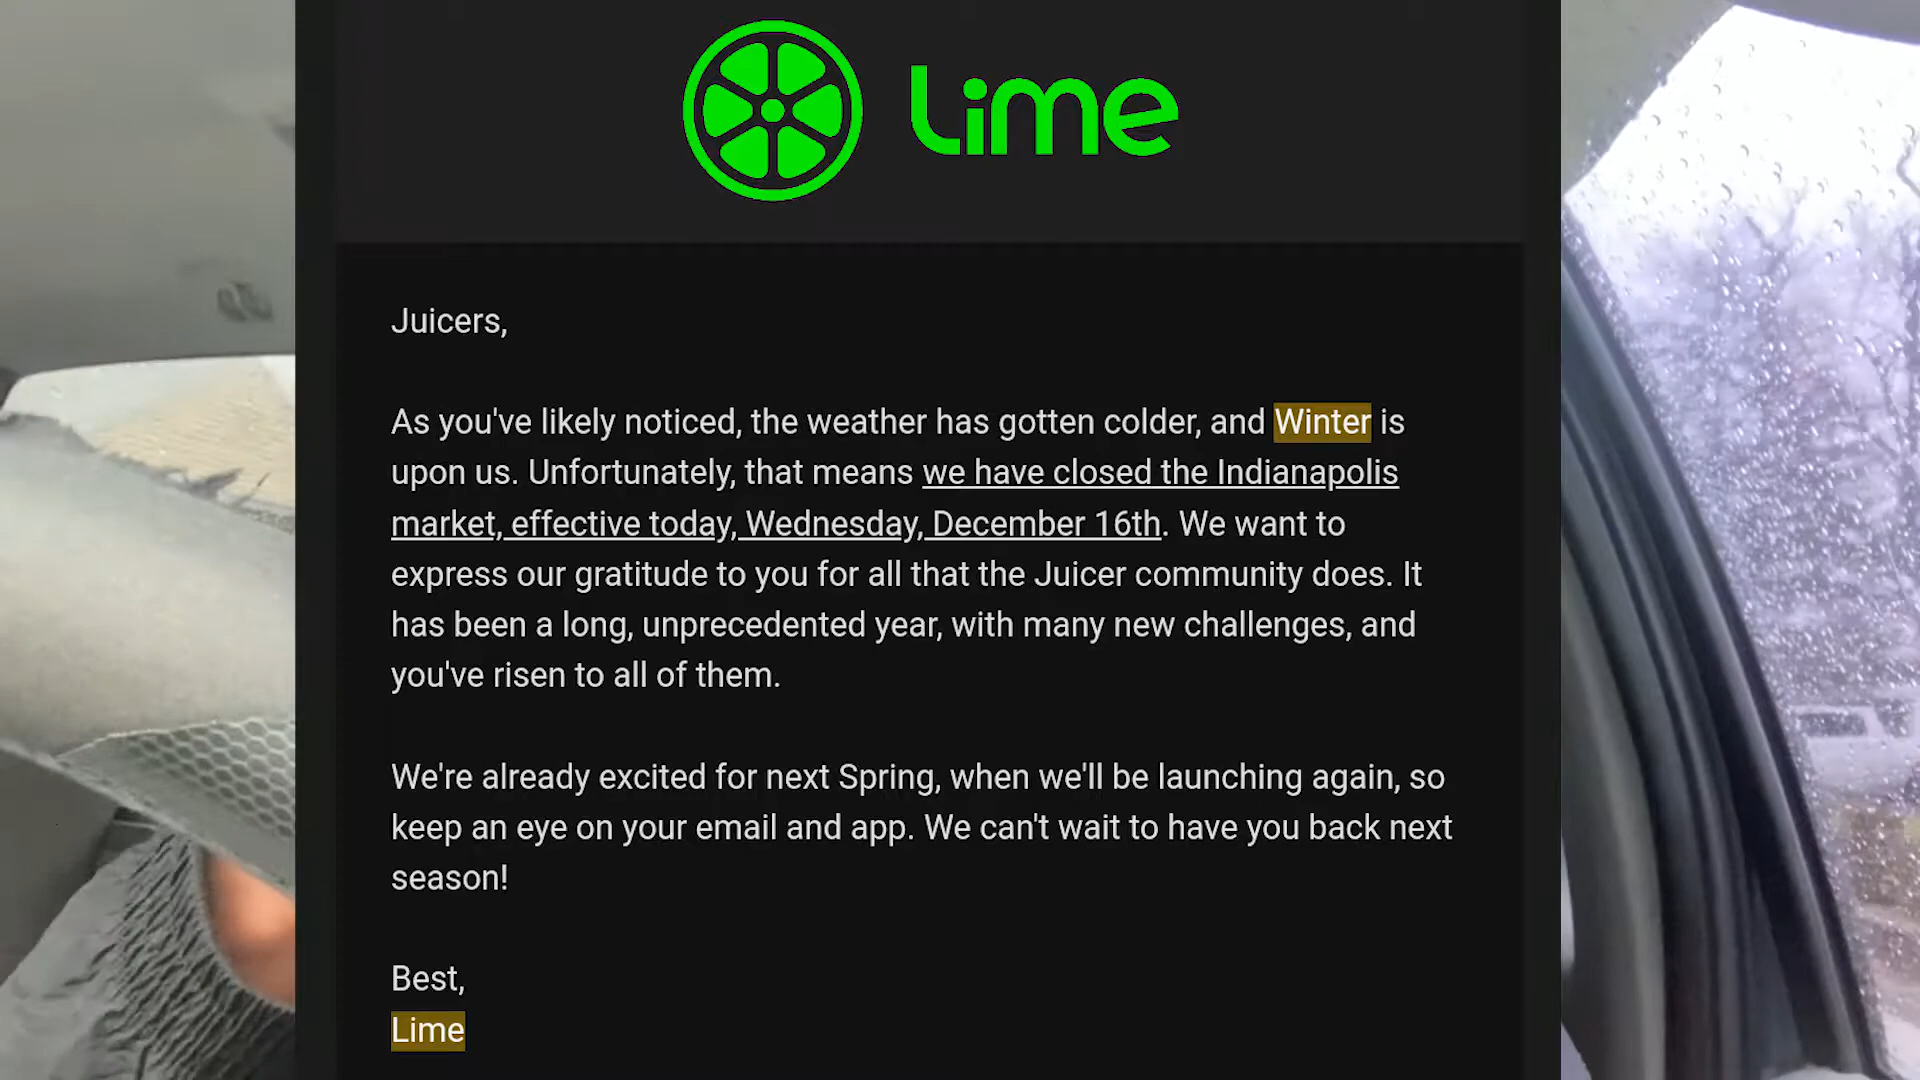 Lime
Juicers,
As you've likely noticed, the weather has gotten colder, and Winter is
upon us. Unfortunately, that means we have closed the Indianapolis
market, effective today, Wednesday, December 16th. We want to
express our gratitude to you for all that the Juicer community does. It
has been a long, unprecedented year, with many new challenges, and
you've risen to all of them.
We're already excited for next Spring, when we'll be launching again, so
keep an eye on your email and app. We can't wait to have you back next
season!
Best,
Lime